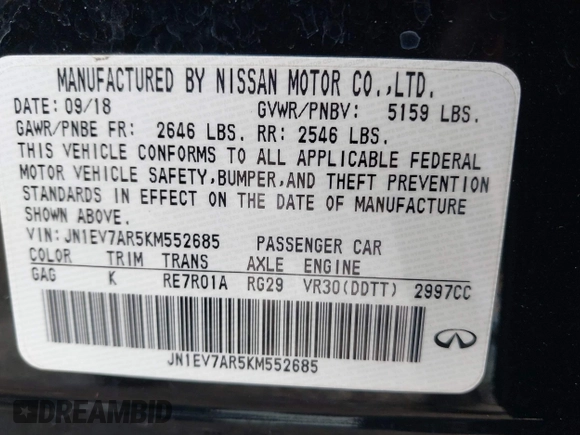 MANUFACTURED BY NISSAN MOTOR CO.,LTD.
DATE: 09/18 GVWR/PNBV: 5159 LBS.
GAWR/PNBE FR: 2646 LBS. RR: 2546 LBS.
THIS VEHICLE CONFORMS TO ALL APPLICABLE FEDERAL
MOTOR VEHICLE SAFETY,BUMPER,AND THEFT PREVENTION
STANDARDS IN EFFECT ON THE DATE OF MANUFACTURE
SHOWN ABOVE.
VIN: JN1EV7AR5KM552685 PASSENGER CAR
COLOR TRIM TRANS AXLE ENGINE
GAG K RE7R01A RG29 VR30(DDTT) 2997CC
JN1EV7AR5KM552685
DREAMBID